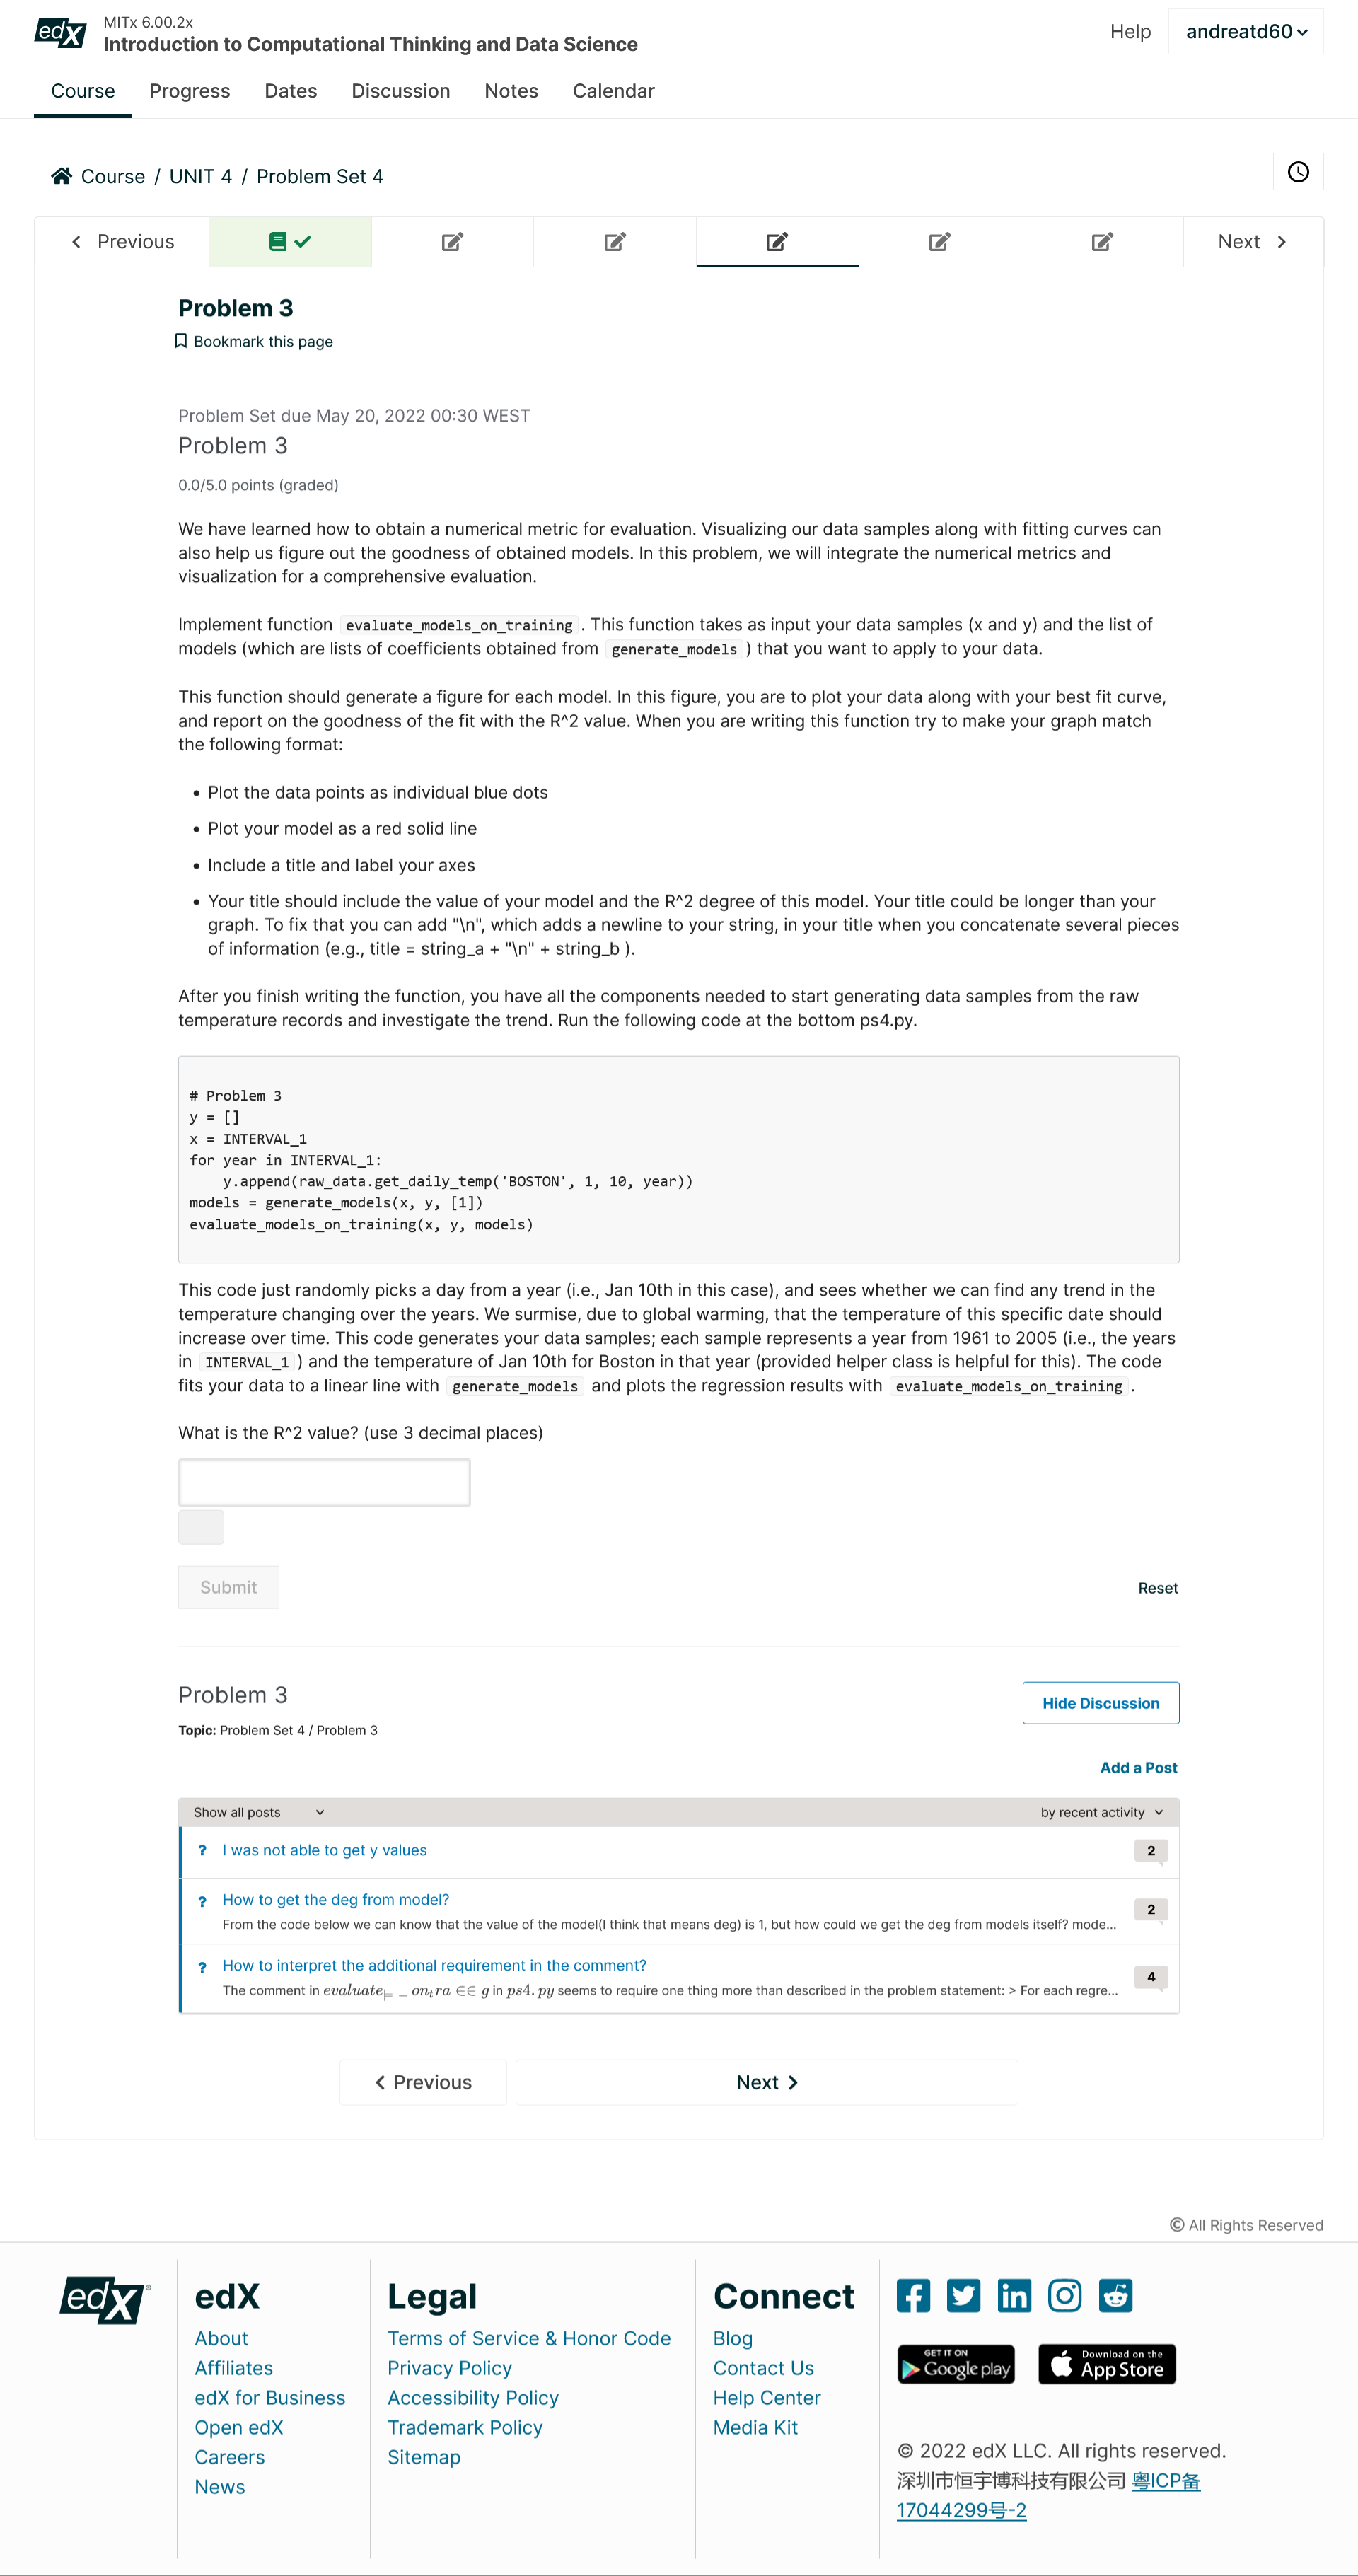 edX
MITx 6.00.2x
Introduction to Computational Thinking and Data Science
Help
andreatd60
Course Progress Dates Discussion Notes Calendar
Course / UNIT 4 / Problem Set 4
Previous
Next
Problem 3
Bookmark this page
Problem Set due May 20, 2022 00:30 WEST
Problem 3
0.0/5.0 points (graded)
We have learned how to obtain a numerical metric for evaluation. Visualizing our data samples along with fitting curves can
also help us figure out the goodness of obtained models. In this problem, we will integrate the numerical metrics and
visualization for a comprehensive evaluation.
Implement function evaluate_models_on_training . This function takes as input your data samples (x and y) and the list of
models (which are lists of coefficients obtained from generate_models ) that you want to apply to your data.
This function should generate a figure for each model. In this figure, you are to plot your data along with your best fit curve,
and report on the goodness of the fit with the R^2 value. When you are writing this function try to make your graph match
the following format:
• Plot the data points as individual blue dots
• Plot your model as a red solid line
• Include a title and label your axes
• Your title should include the value of your model and the R^2 degree of this model. Your title could be longer than your
graph. To fix that you can add "\n", which adds a newline to your string, in your title when you concatenate several pieces
of information (e.g., title = string_a + "\n" + string_b ).
After you finish writing the function, you have all the components needed to start generating data samples from the raw
temperature records and investigate the trend. Run the following code at the bottom ps4.py.
# Problem 3
y = []
x = INTERVAL_1
for year in INTERVAL_1:
    y.append(raw_data.get_daily_temp('BOSTON', 1, 10, year))
models = generate_models(x, y, [1])
evaluate_models_on_training(x, y, models)
This code just randomly picks a day from a year (i.e., Jan 10th in this case), and sees whether we can find any trend in the
temperature changing over the years. We surmise, due to global warming, that the temperature of this specific date should
increase over time. This code generates your data samples; each sample represents a year from 1961 to 2005 (i.e., the years
in INTERVAL_1 ) and the temperature of Jan 10th for Boston in that year (provided helper class is helpful for this). The code
fits your data to a linear line with generate_models and plots the regression results with evaluate_models_on_training .
What is the R^2 value? (use 3 decimal places)
Submit
Reset
Problem 3
Hide Discussion
Topic: Problem Set 4 / Problem 3
Add a Post
Show all posts
by recent activity
? I was not able to get y values 2
? How to get the deg from model?
From the code below we can know that the value of the model(I think that means deg) is 1, but how could we get the deg from models itself? mode... 2
? How to interpret the additional requirement in the comment?
The comment in evaluate⊨ − onₜra ∈∈ g in ps4.py seems to require one thing more than described in the problem statement: > For each regre... 4
Previous
Next
© All Rights Reserved
edX®
edX
About
Affiliates
edX for Business
Open edX
Careers
News
Legal
Terms of Service & Honor Code
Privacy Policy
Accessibility Policy
Trademark Policy
Sitemap
Connect
Blog
Contact Us
Help Center
Media Kit
GET IT ON
Google play
Download on the
App Store
© 2022 edX LLC. All rights reserved.
深圳市恒宇博科技有限公司 粤ICP备
17044299号-2